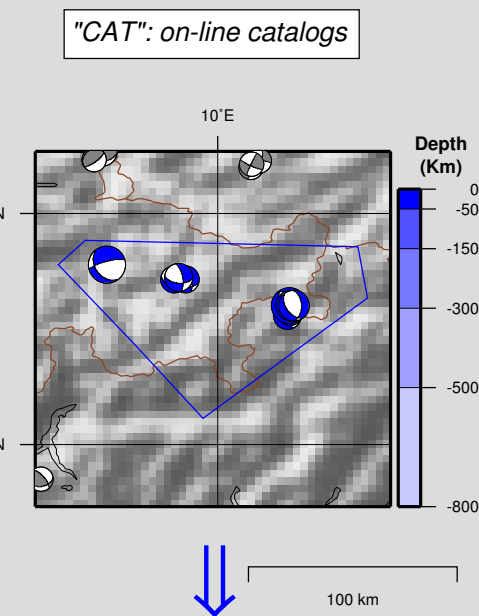 "CAT": on-line catalogs
10˚E
Depth
(Km)
0
-50
-150
-300
-500
-800
N
N
100 km